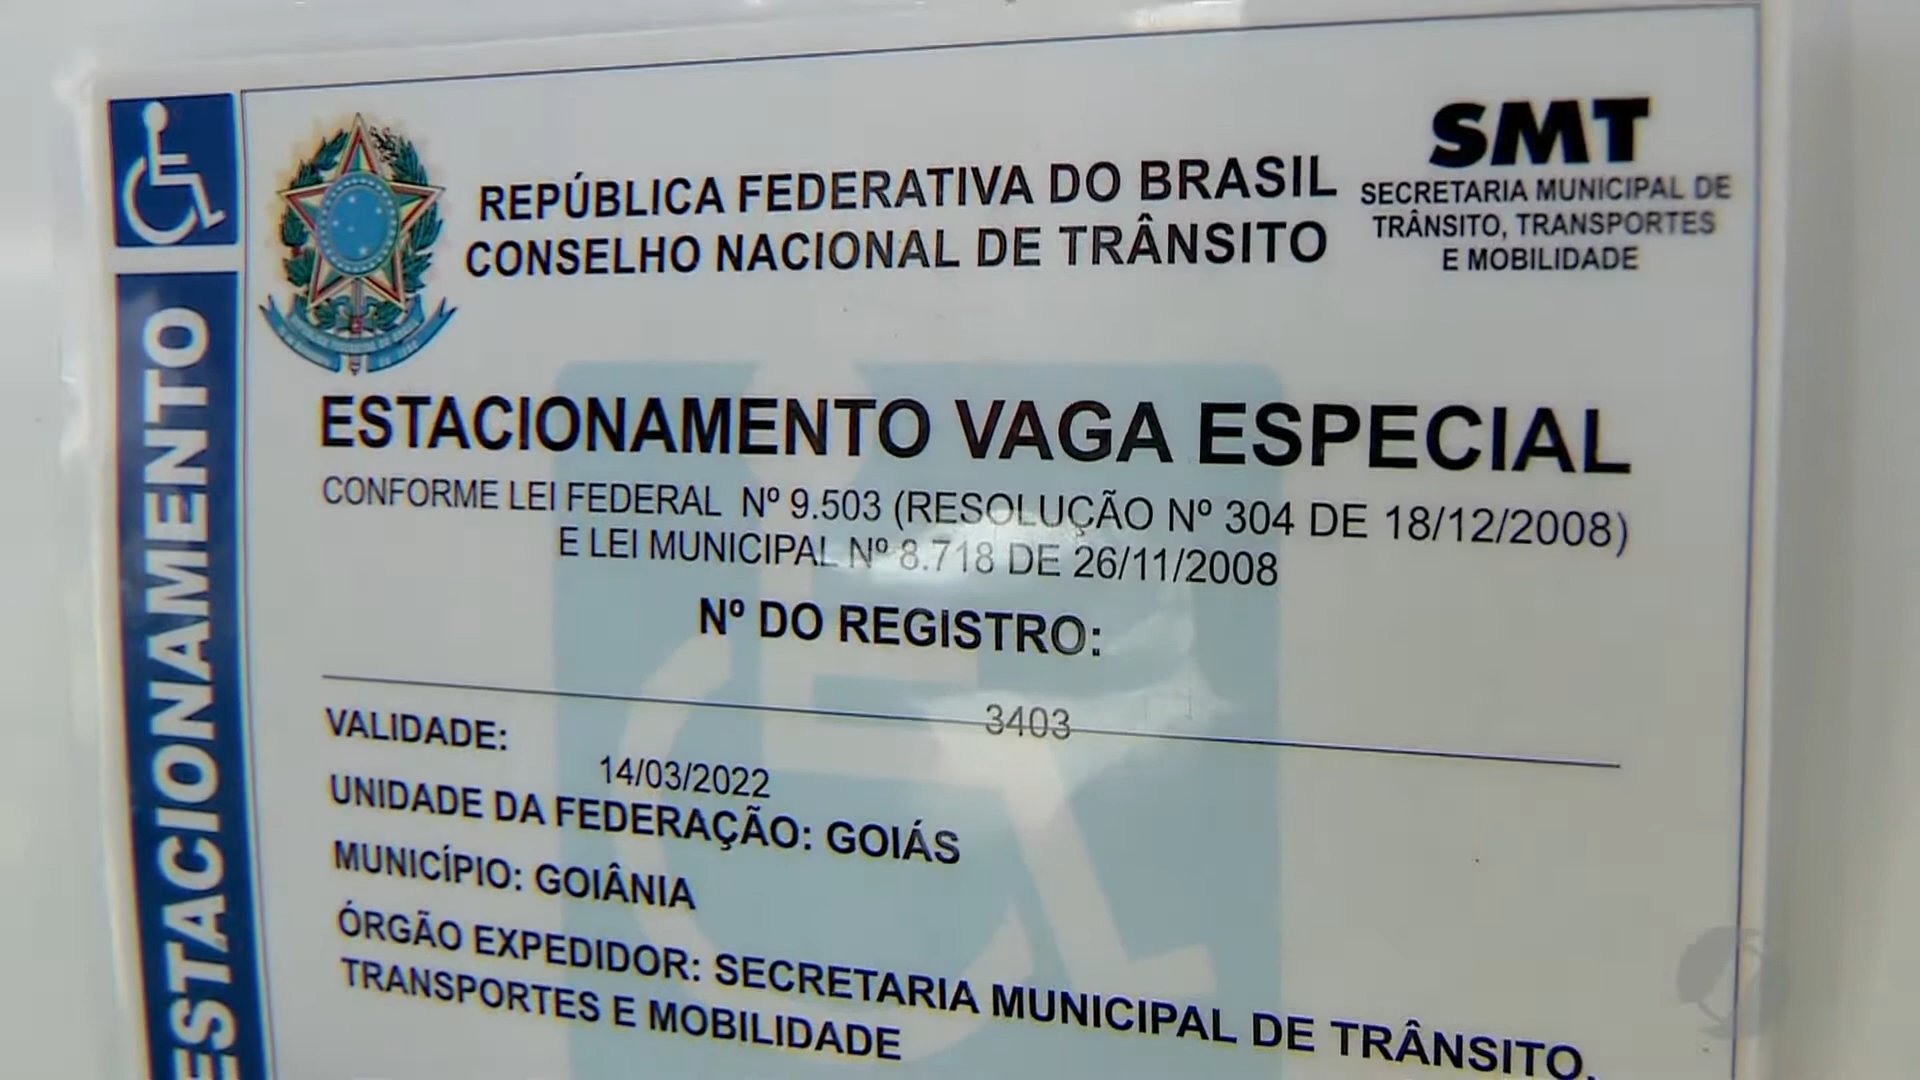 SMT
SECRETARIA MUNICIPAL DE
TRÂNSITO, TRANSPORTES
E MOBILIDADE
REPÚBLICA FEDERATIVA DO BRASIL
CONSELHO NACIONAL DE TRÂNSITO
ESTACIONAMENTO VAGA ESPECIAL
CONFORME LEI FEDERAL Nº 9.503 (RESOLUÇÃO Nº 304 DE 18/12/2008)
E LEI MUNICIPAL Nº 8.718 DE 26/11/2008
Nº DO REGISTRO:
3403
VALIDADE:
14/03/2022
UNIDADE DA FEDERAÇÃO: GOIÁS
MUNICÍPIO: GOIÂNIA
ÓRGÃO EXPEDIDOR: SECRETARIA MUNICIPAL DE TRÂNSITO,
TRANSPORTES E MOBILIDADE
ESTACIONAMENTO